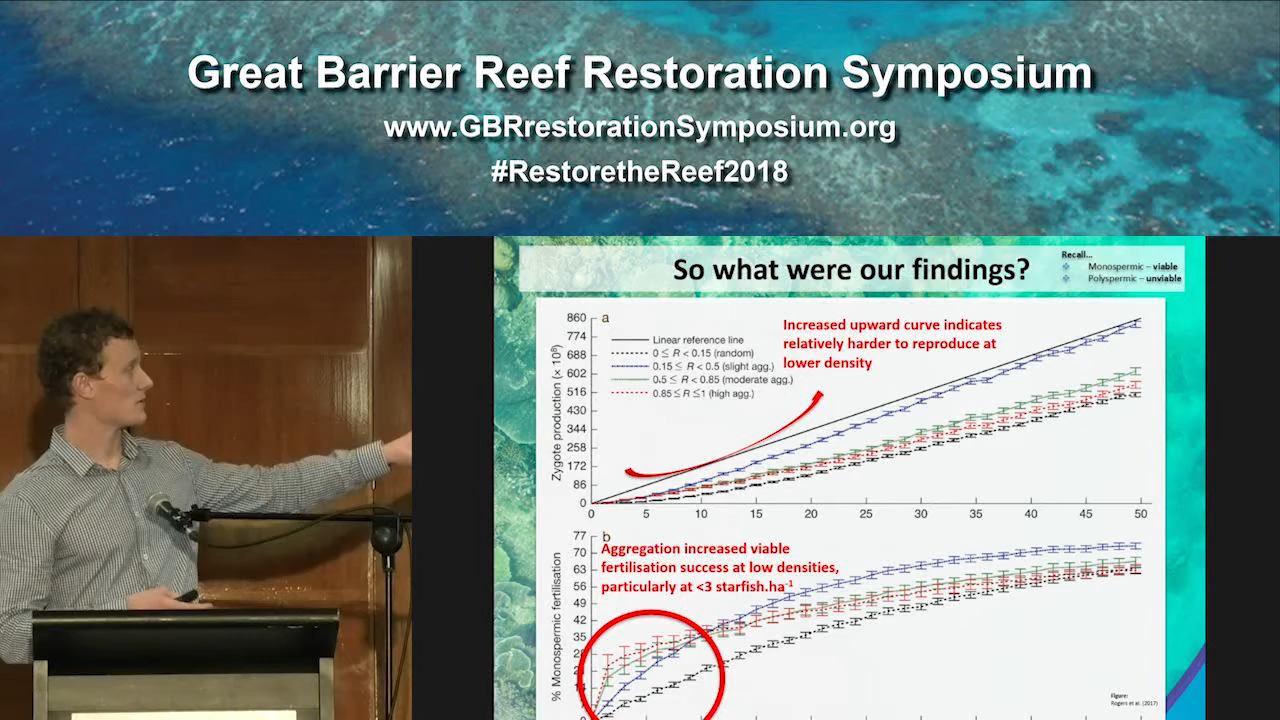 Great Barrier Reef Restoration Symposium
www.GBRrestorationSymposium.org
#RestoretheReef2018
So what were our findings?
Recall...
Monospermic – viable
Polyspermic – unviable
a
Increased upward curve indicates
relatively harder to reproduce at
lower density
Linear reference line
0 ≤ R < 0.15 (random)
0.15 ≤ R < 0.5 (slight agg.)
0.5 ≤ R < 0.85 (moderate agg.)
0.85 ≤ R ≤1 (high agg.)
Zygote production (× 10⁸)
860
774
688
602
516
430
344
258
172
86
0
0 5 10 15 20 25 30 35 40 45 50
b
Aggregation increased viable
fertilisation success at low densities,
particularly at <3 starfish.ha⁻¹
% Monospermic fertilisation
77
70
63
56
49
42
35
Figure:
Rogers et al. (2017)